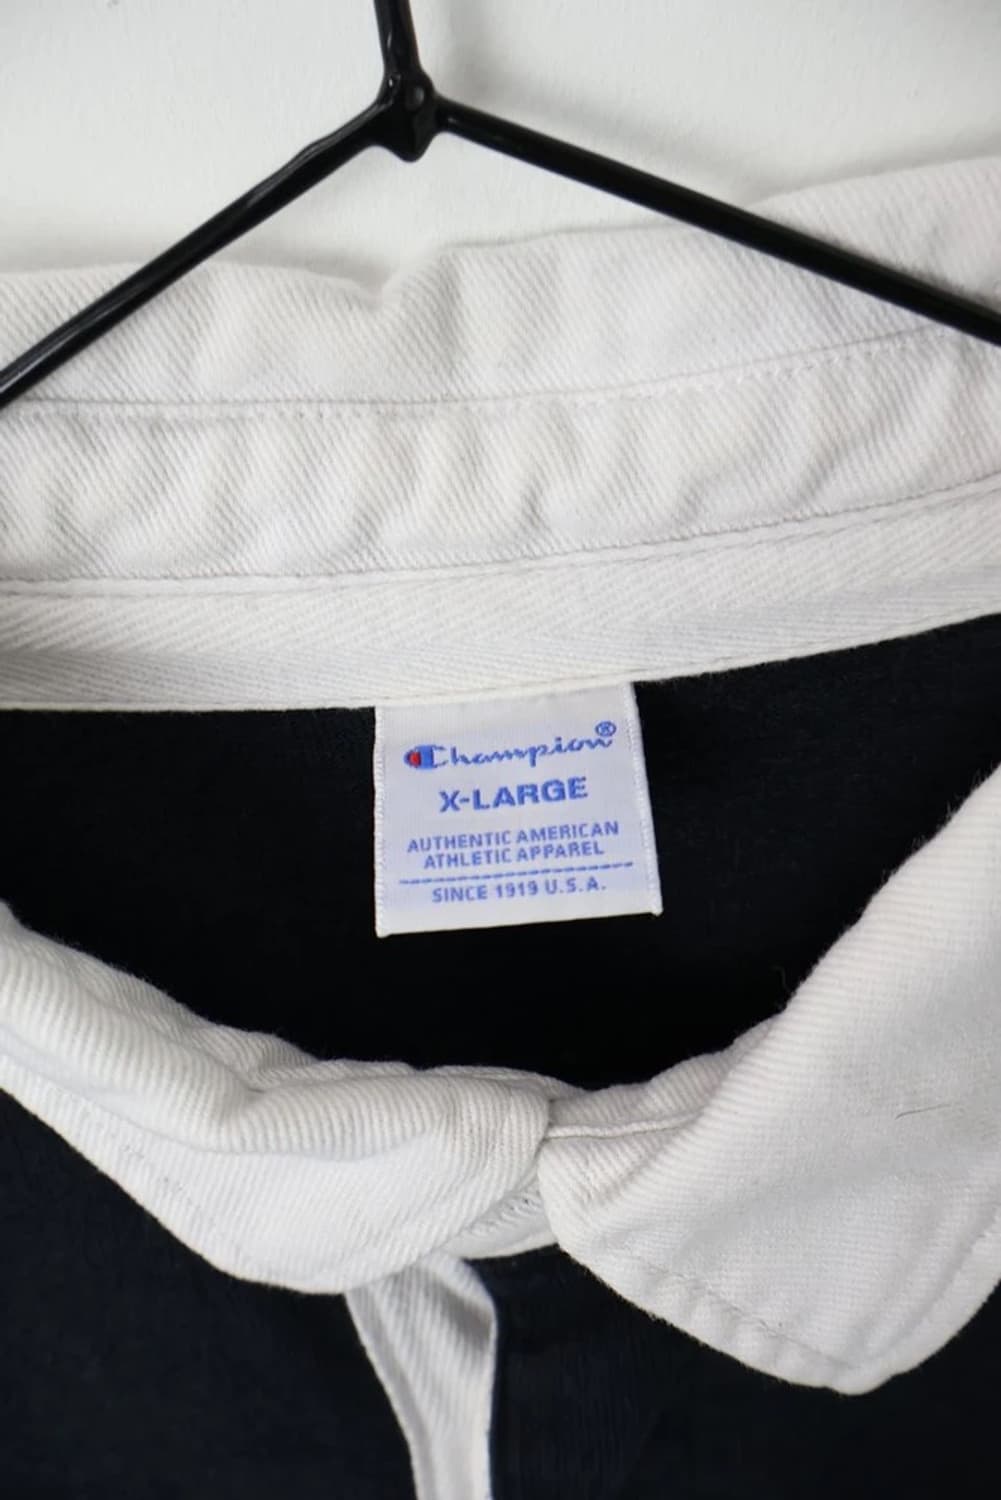 Champion®
X-LARGE
AUTHENTIC AMERICAN
ATHLETIC APPAREL
SINCE 1919 U.S.A.